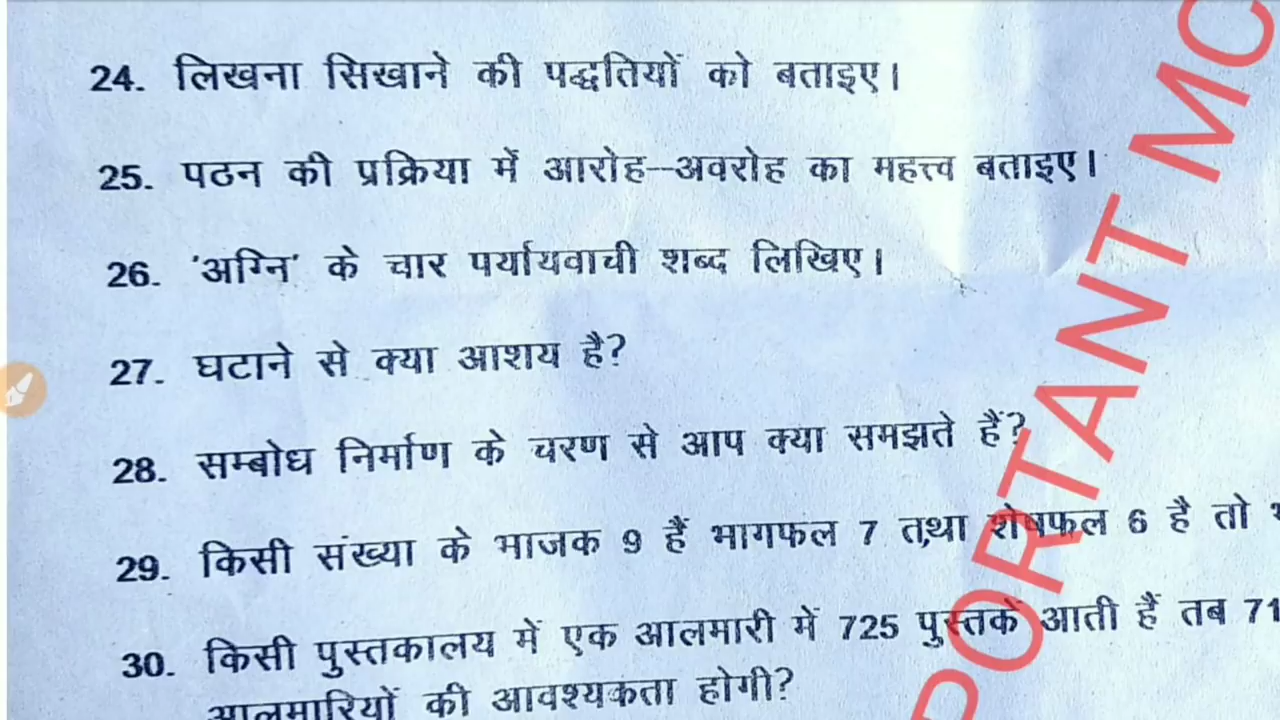 24. लिखना सिखाने की पद्धतियों को बताइए।
25. पठन की प्रक्रिया में आरोह–अवरोह का महत्त्व बताइए।
26. 'अग्नि' के चार पर्यायवाची शब्द लिखिए।
27. घटाने से क्या आशय है?
28. सम्बोध निर्माण के चरण से आप क्या समझते हैं?
29. किसी संख्या के भाजक 9 हैं भागफल 7 तथा शेषफल 6 है तो
30. किसी पुस्तकालय में एक आलमारी में 725 पुस्तकें आती हैं तब 71
आलमारियों की आवश्यकता होगी?
PORTANT MC